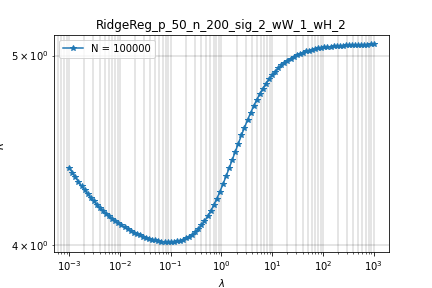 RidgeReg_p_50_n_200_sig_2_wW_1_wH_2
N = 100000
5 × 10⁰
4 × 10⁰
10⁻³ 10⁻² 10⁻¹ 10⁰ 10¹ 10² 10³
λ